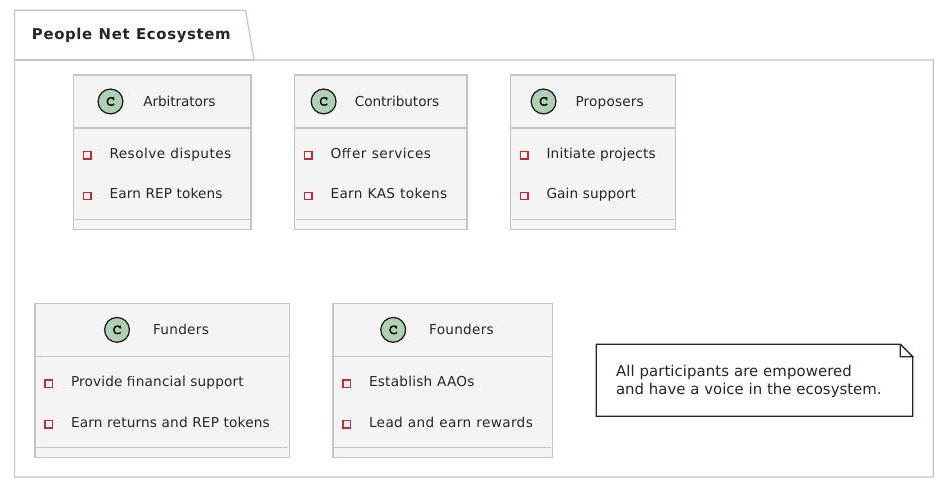 People Net Ecosystem
C Arbitrators
Resolve disputes
Earn REP tokens
C Contributors
Offer services
Earn KAS tokens
C Proposers
Initiate projects
Gain support
C Funders
Provide financial support
Earn returns and REP tokens
C Founders
Establish AAOs
Lead and earn rewards
All participants are empowered
and have a voice in the ecosystem.